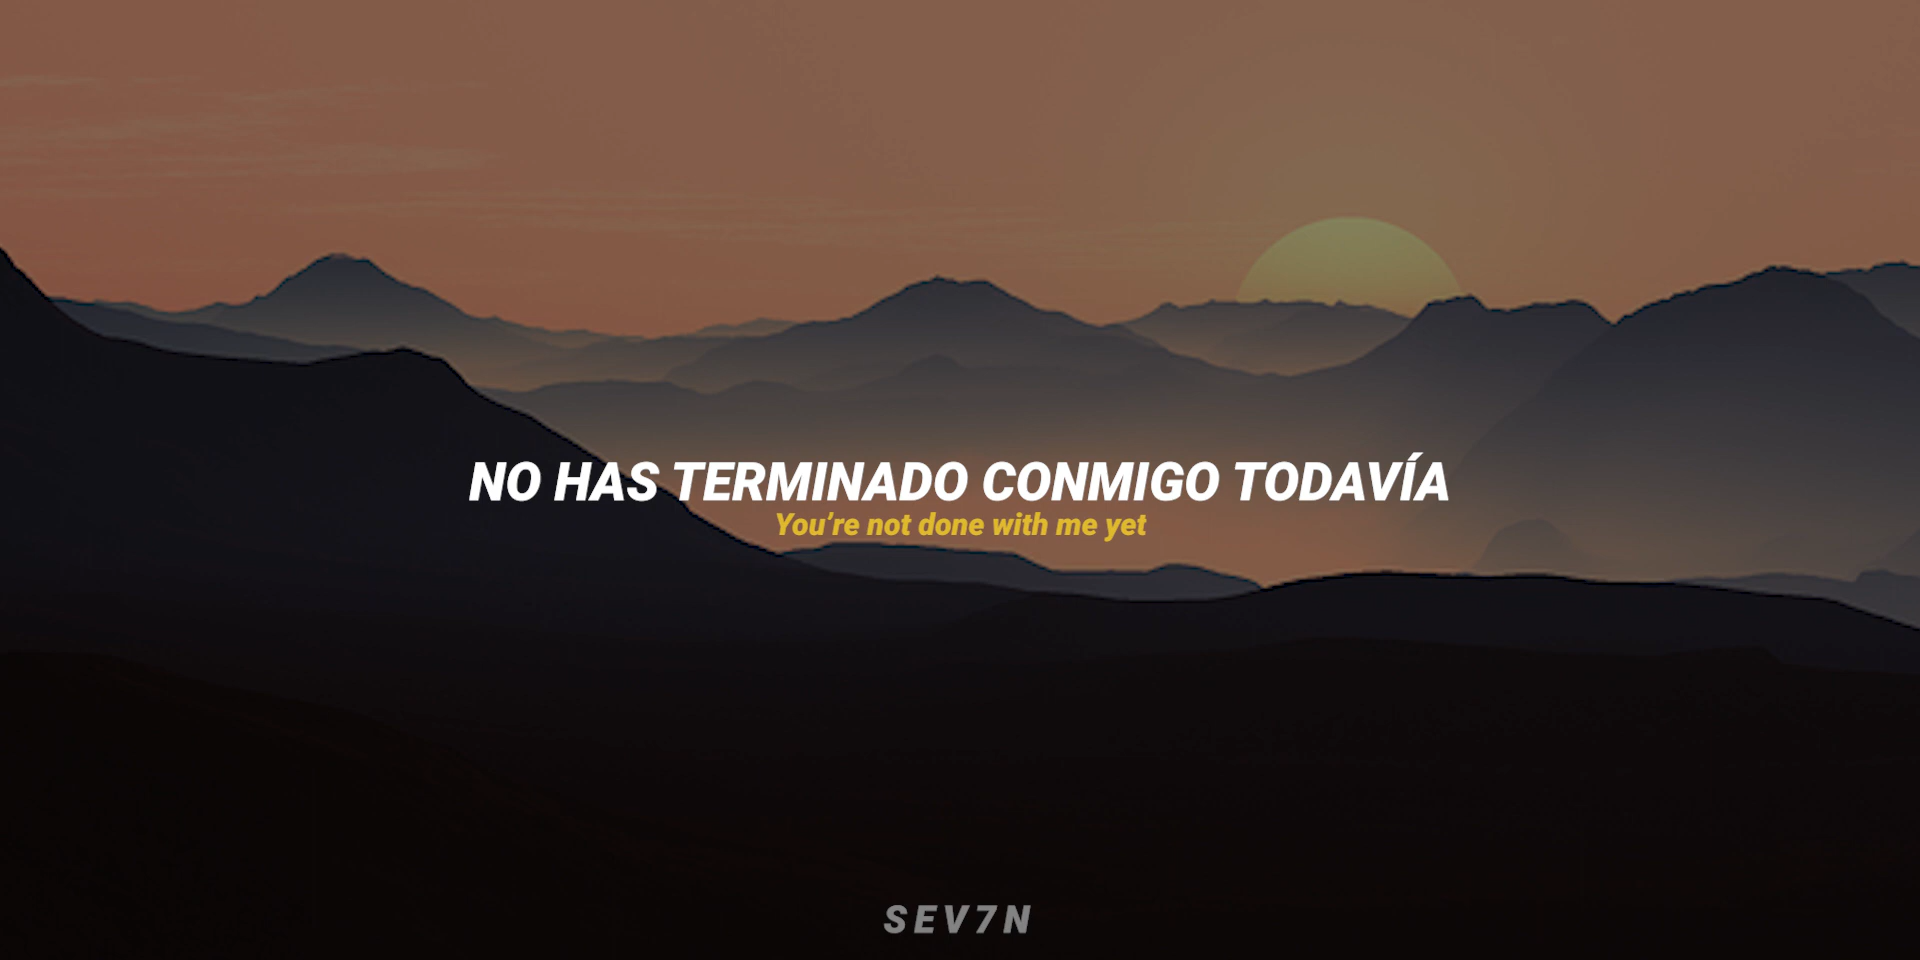 NO HAS TERMINADO CONMIGO TODAVÍA
You're not done with me yet
SEV7N